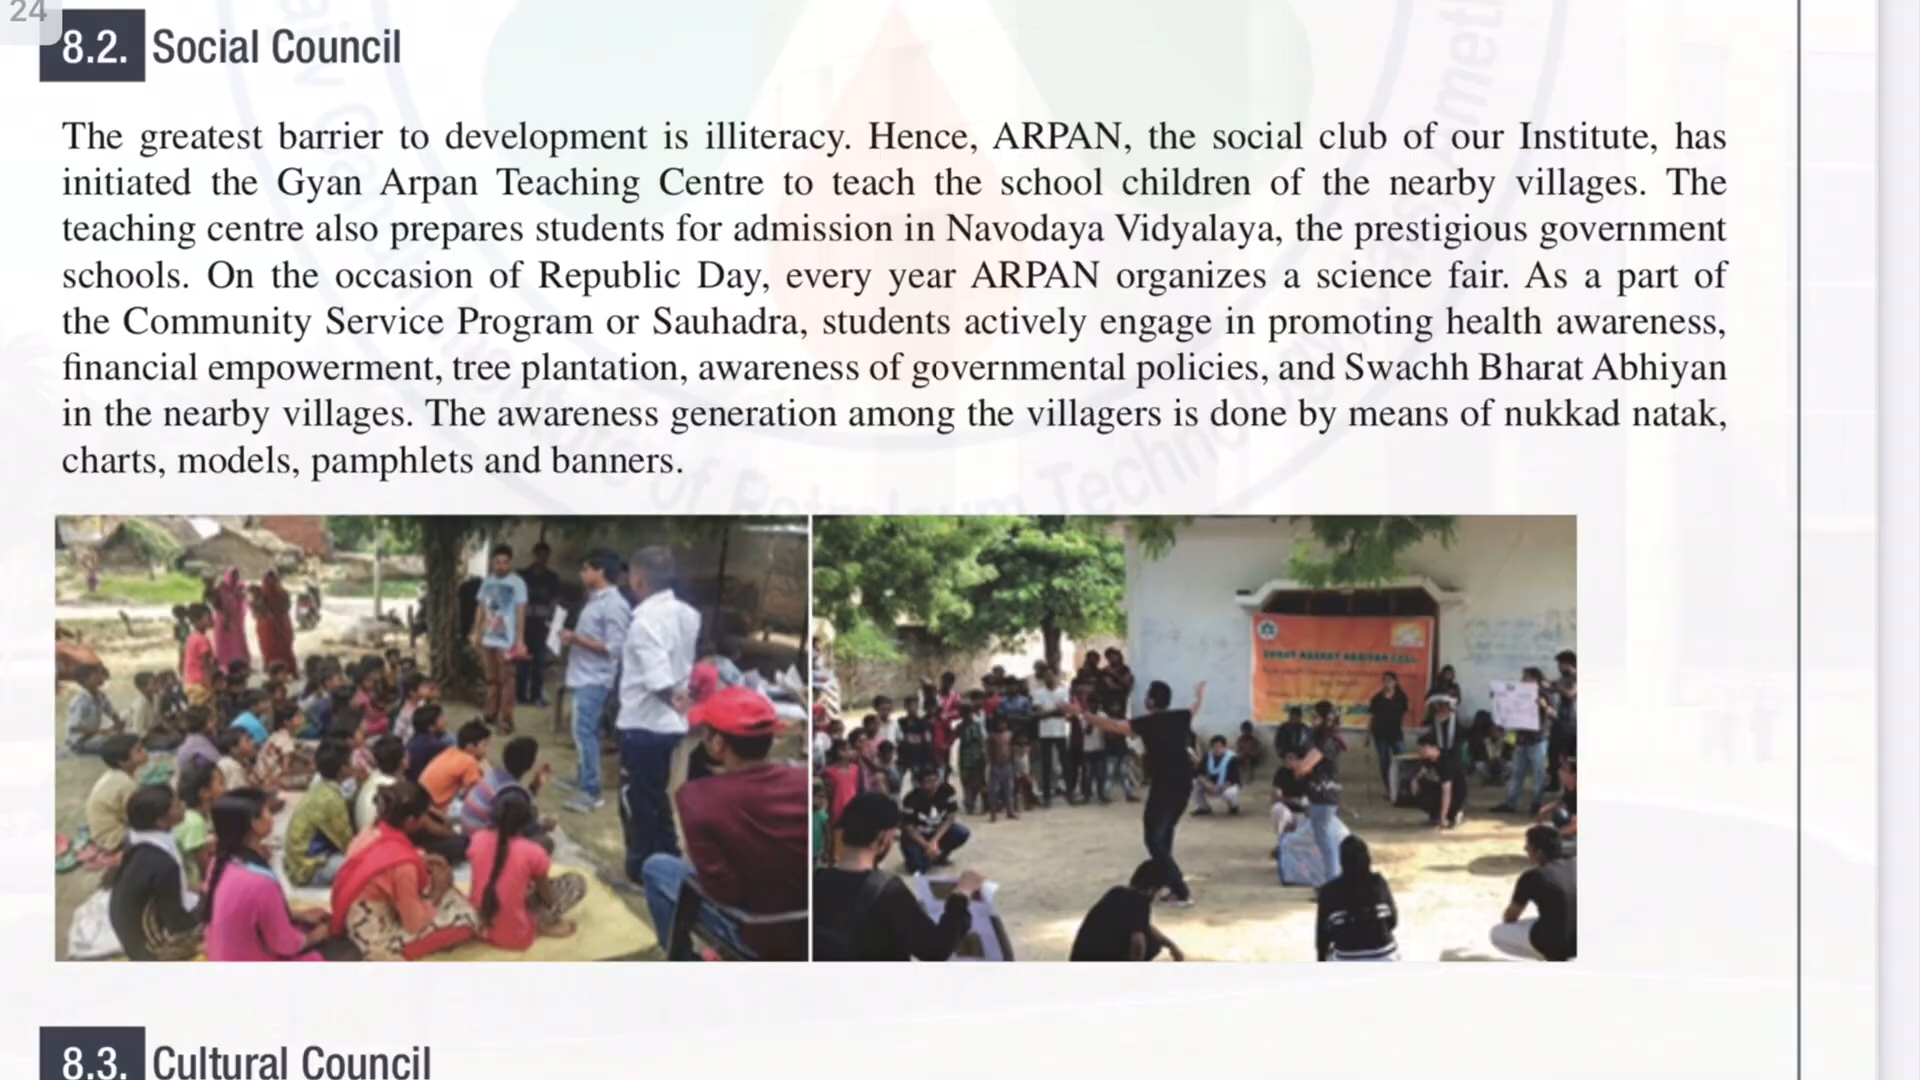 24
8.2. Social Council
The greatest barrier to development is illiteracy. Hence, ARPAN, the social club of our Institute, has
initiated the Gyan Arpan Teaching Centre to teach the school children of the nearby villages. The
teaching centre also prepares students for admission in Navodaya Vidyalaya, the prestigious government
schools. On the occasion of Republic Day, every year ARPAN organizes a science fair. As a part of
the Community Service Program or Sauhadra, students actively engage in promoting health awareness,
financial empowerment, tree plantation, awareness of governmental policies, and Swachh Bharat Abhiyan
in the nearby villages. The awareness generation among the villagers is done by means of nukkad natak,
charts, models, pamphlets and banners.
of Petroleum Technology
8.3. Cultural Council